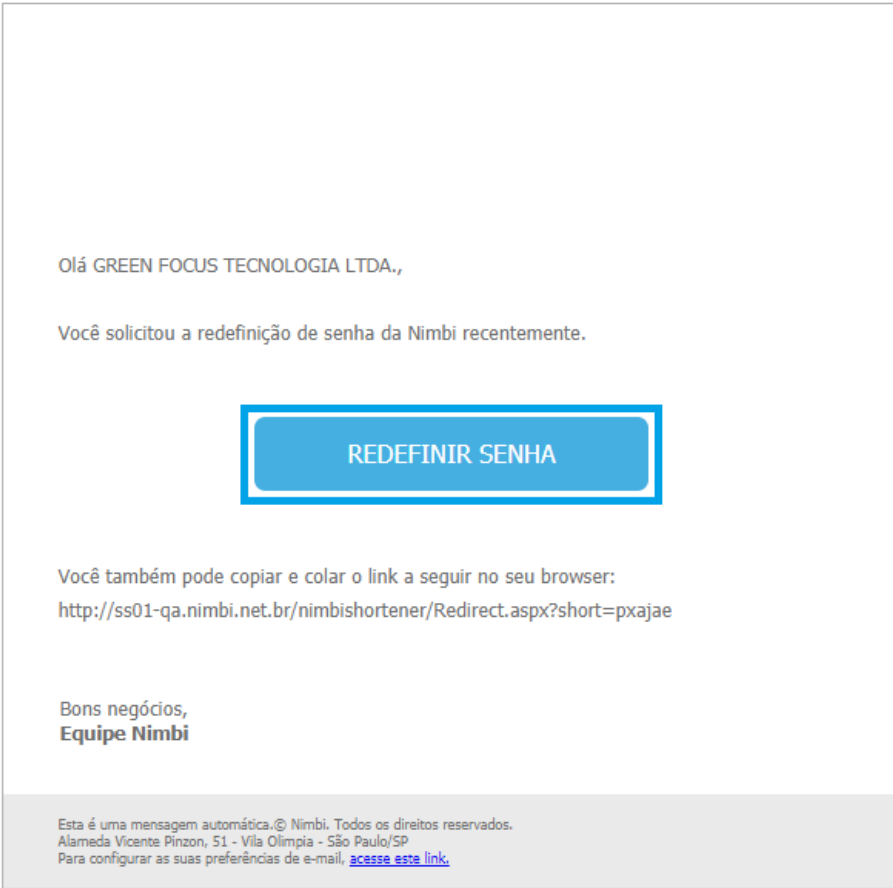 Olá GREEN FOCUS TECNOLOGIA LTDA.,
Você solicitou a redefinição de senha da Nimbi recentemente.
REDEFINIR SENHA
Você também pode copiar e colar o link a seguir no seu browser:
http://ss01-qa.nimbi.net.br/nimbishortener/Redirect.aspx?short=pxajae
Bons negócios,
Equipe Nimbi
Esta é uma mensagem automática.© Nimbi. Todos os direitos reservados.
Alameda Vicente Pinzon, 51 - Vila Olimpia - São Paulo/SP
Para configurar as suas preferências de e-mail, acesse este link.